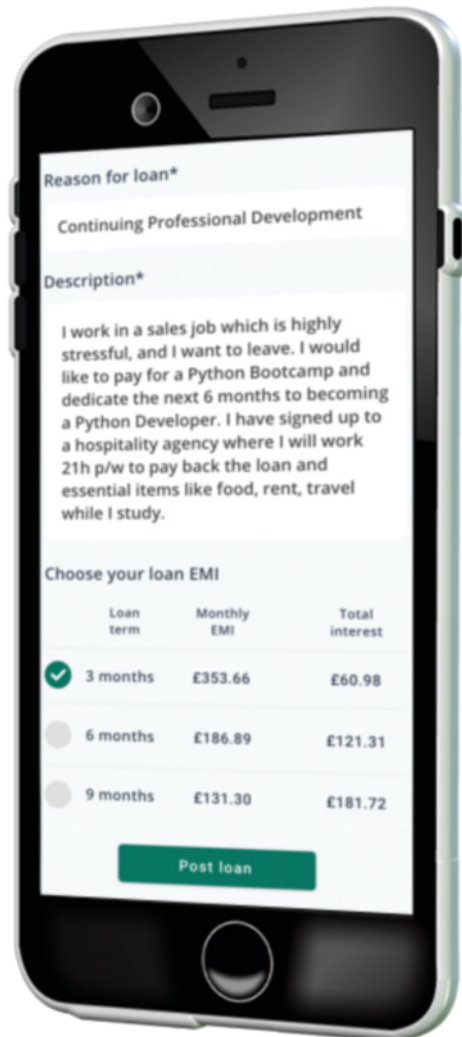 Reason for loan*
Continuing Professional Development
Description*
I work in a sales job which is highly
stressful, and I want to leave. I would
like to pay for a Python Bootcamp and
dedicate the next 6 months to becoming
a Python Developer. I have signed up to
a hospitality agency where I will work
21h p/w to pay back the loan and
essential items like food, rent, travel
while I study.
Choose your loan EMI
Loan term Monthly EMI Total interest
3 months £353.66 £60.98
6 months £186.89 £121.31
9 months £131.30 £181.72
Post loan